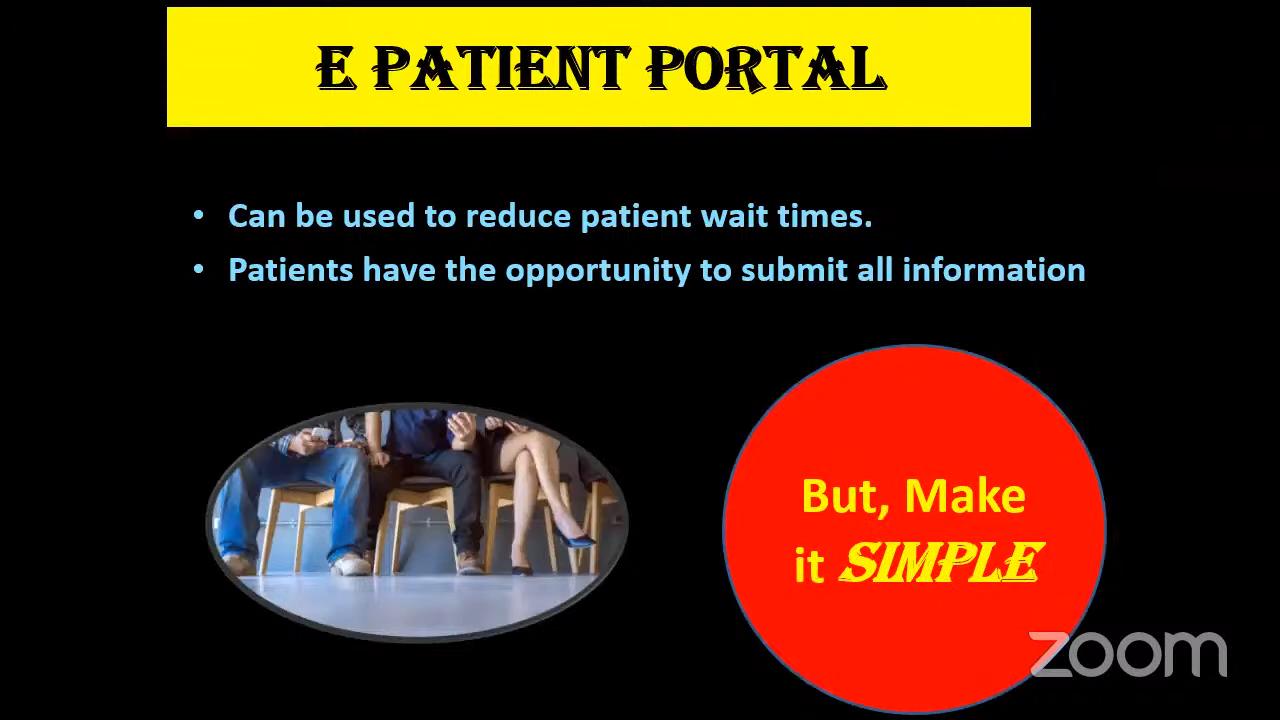 E PATIENT PORTAL
• Can be used to reduce patient wait times.
• Patients have the opportunity to submit all information
But, Make
it SIMPLE
zoom